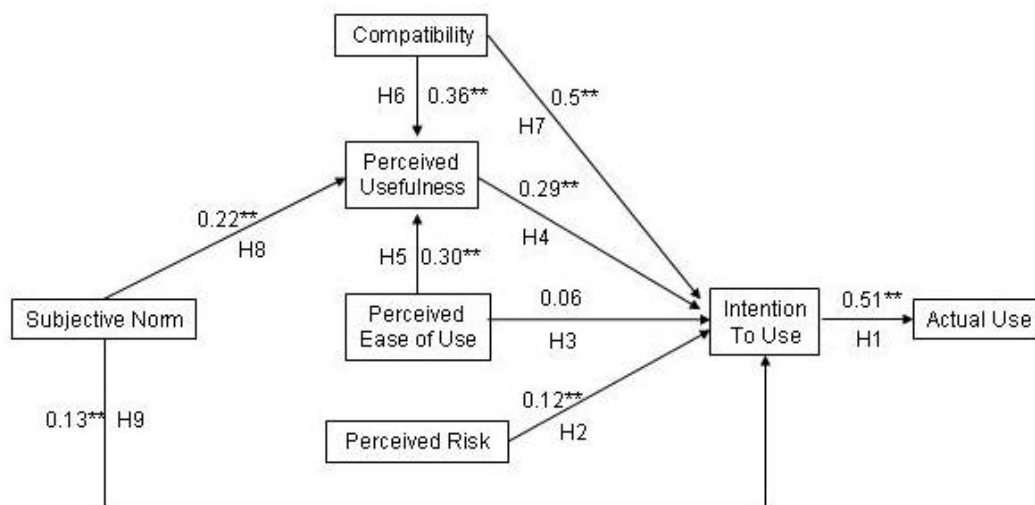 Compatibility
H6
0.36**
0.5**
H7
Perceived
Usefulness
0.29**
H4
0.22**
H8
H5
0.30**
Subjective Norm
Perceived
Ease of Use
0.06
H3
Intention
To Use
0.51**
H1
Actual Use
0.12**
H2
Perceived Risk
0.13**
H9